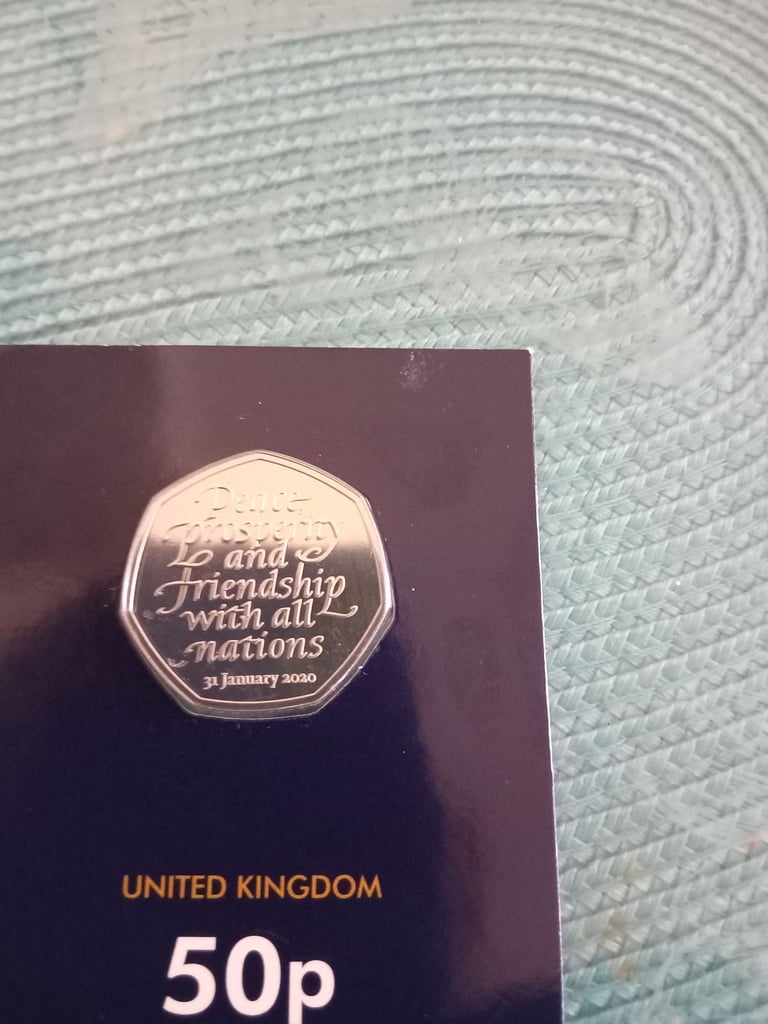 Peace,
prosperity
and
friendship
with all
nations
31 January 2020
UNITED KINGDOM
50p